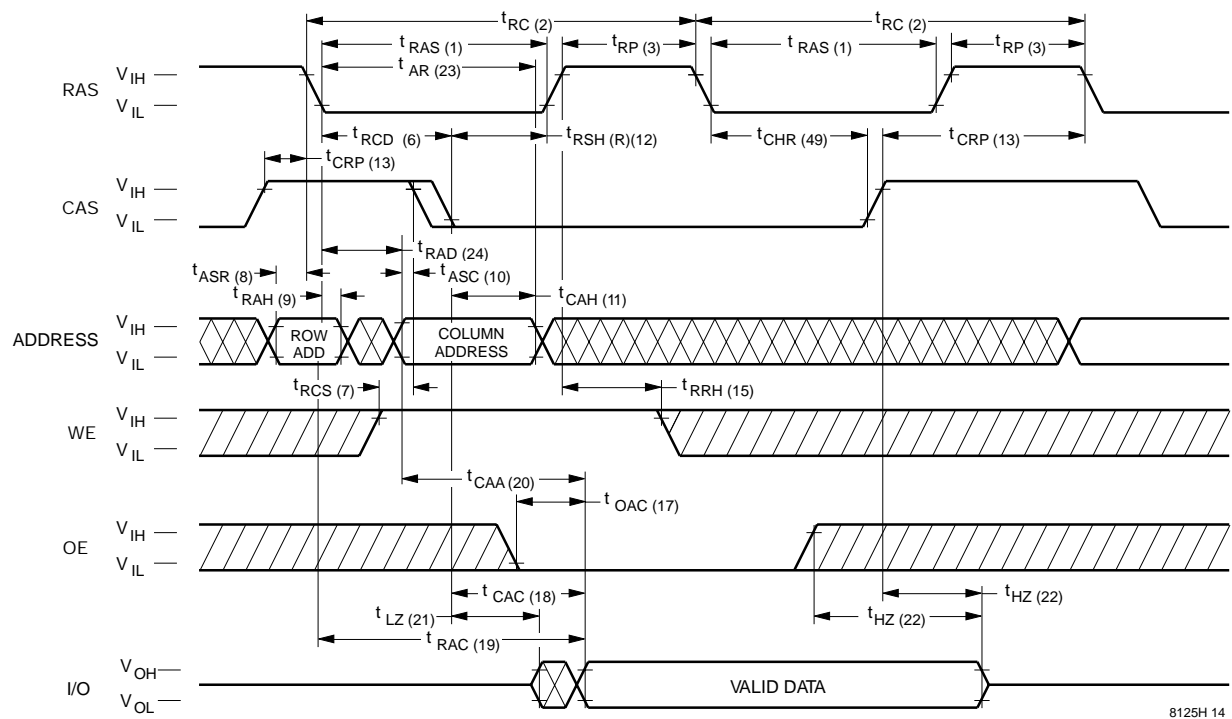 t RC (2) t RC (2)
t RAS (1) t RP (3) t RAS (1) t RP (3)
t AR (23)
RAS V IH
V IL
t RCD (6) t RSH (R)(12) t CHR (49) t CRP (13)
t CRP (13)
CAS V IH
V IL
t RAD (24)
t ASR (8) t ASC (10)
t RAH (9) t CAH (11)
ADDRESS V IH ROW ADD COLUMN ADDRESS
V IL
t RCS (7) t RRH (15)
WE V IH
V IL
t CAA (20)
t OAC (17)
OE V IH
V IL
t CAC (18) t HZ (22)
t LZ (21) t HZ (22)
t RAC (19)
I/O V OH VALID DATA
V OL
8125H 14